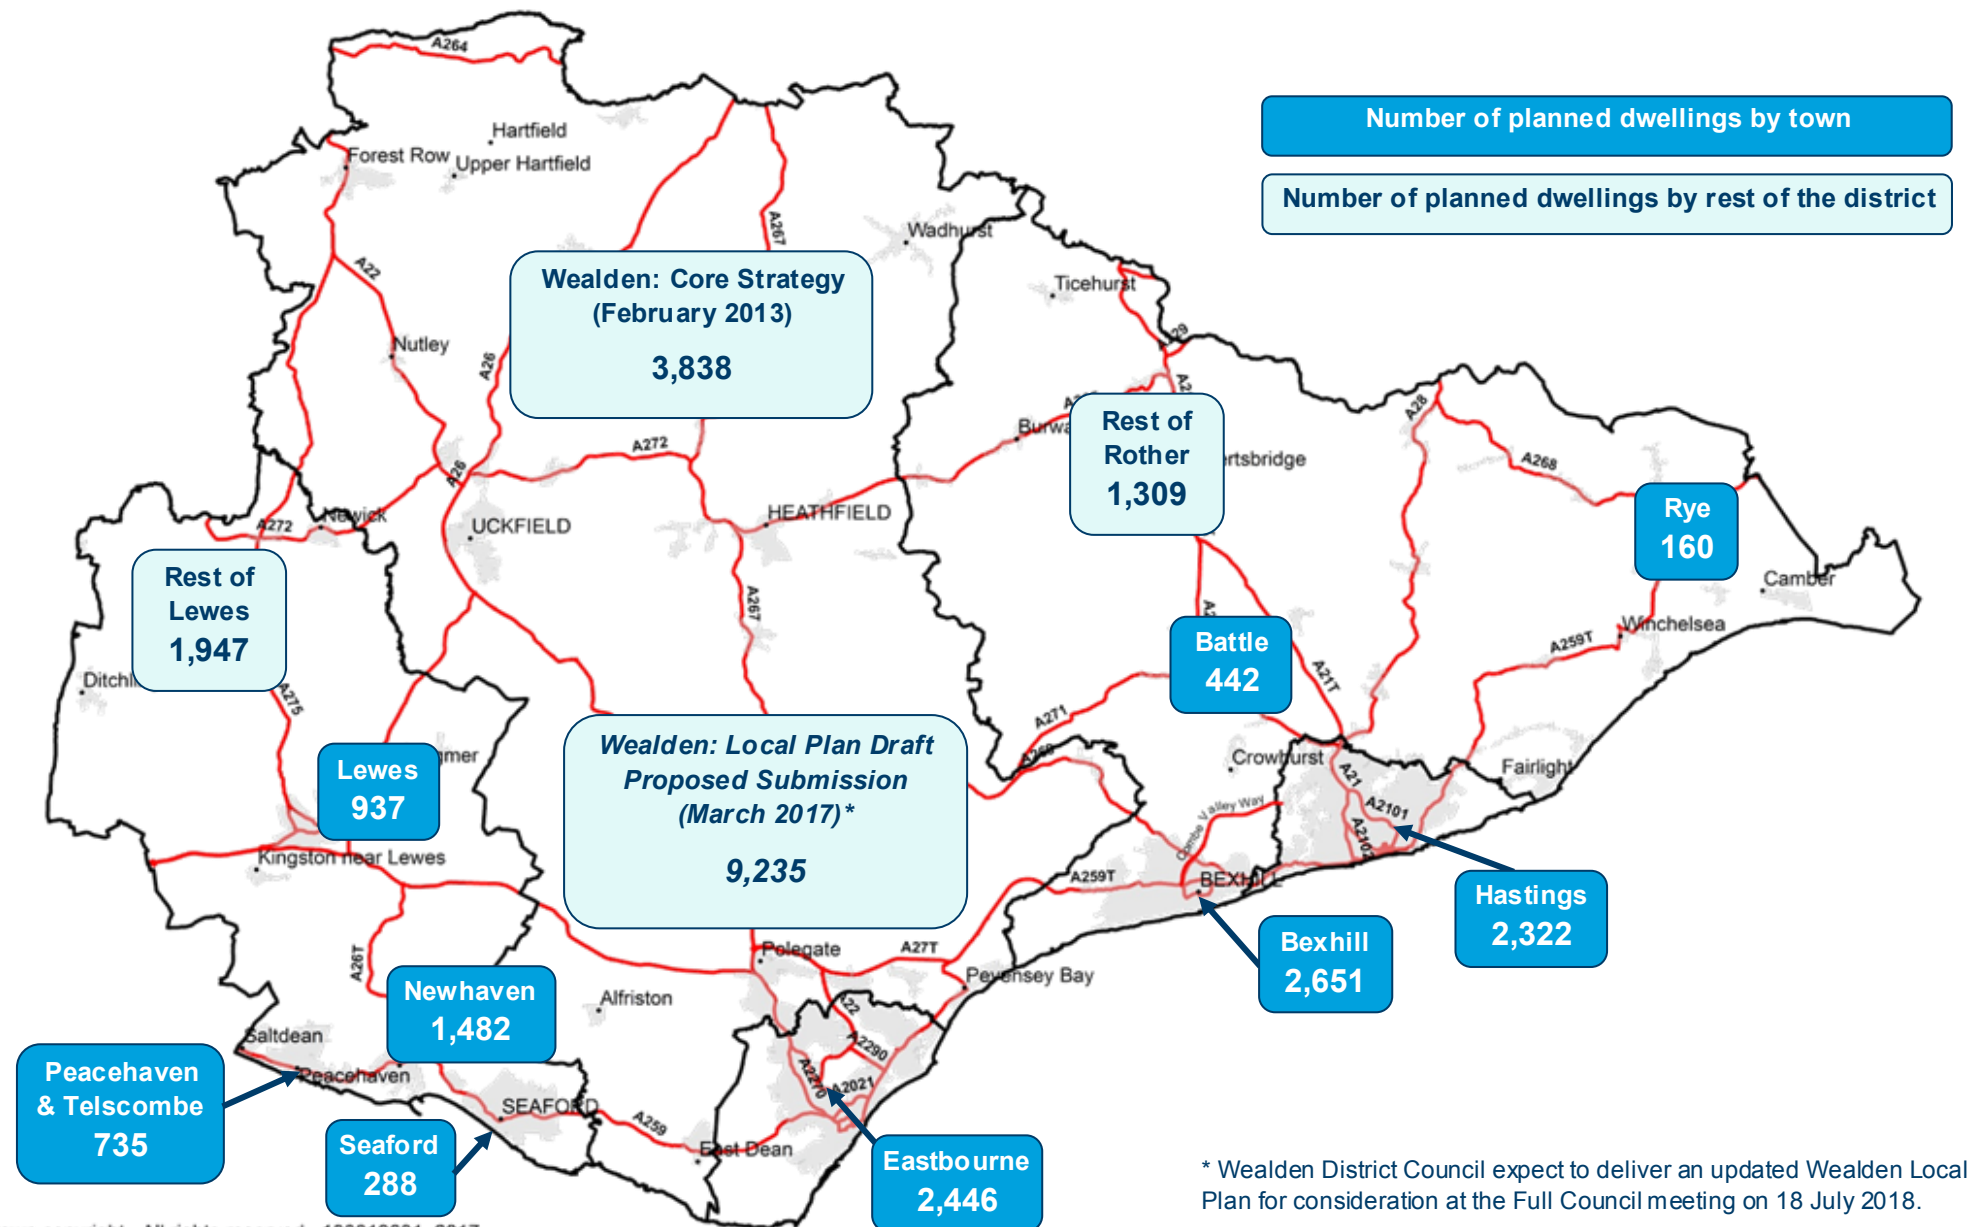 A264
Hartfield
Forest Row
Upper Hartfield
A267
Wadhurst
A22
Ticehurst
Nutley
A26
Number of planned dwellings by town
Number of planned dwellings by rest of the district
Wealden: Core Strategy
(February 2013)
3,838
A272
A26
UCKFIELD
HEATHFIELD
A267
Rest of
Rother
1,309
A28
A268
Rye
160
Camber
Winchelsea
A259T
Newick
A272
Rest of
Lewes
1,947
A275
Battle
442
A21T
A271
Crowhurst
Fairlight
A21
A2101
A2102
Combe Valley Way
Lewes
937
Kingston near Lewes
Wealden: Local Plan Draft
Proposed Submission
(March 2017)*
9,235
A259T
BEXHILL
Hastings
2,322
Bexhill
2,651
A26T
Polegate
A27T
Pevensey Bay
Newhaven
1,482
Alfriston
A2290
A2270
A2021
Saltdean
Peacehaven
Peacehaven
& Telscombe
735
SEAFORD
A259
East Dean
Seaford
288
Eastbourne
2,446
* Wealden District Council expect to deliver an updated Wealden Local
Plan for consideration at the Full Council meeting on 18 July 2018.